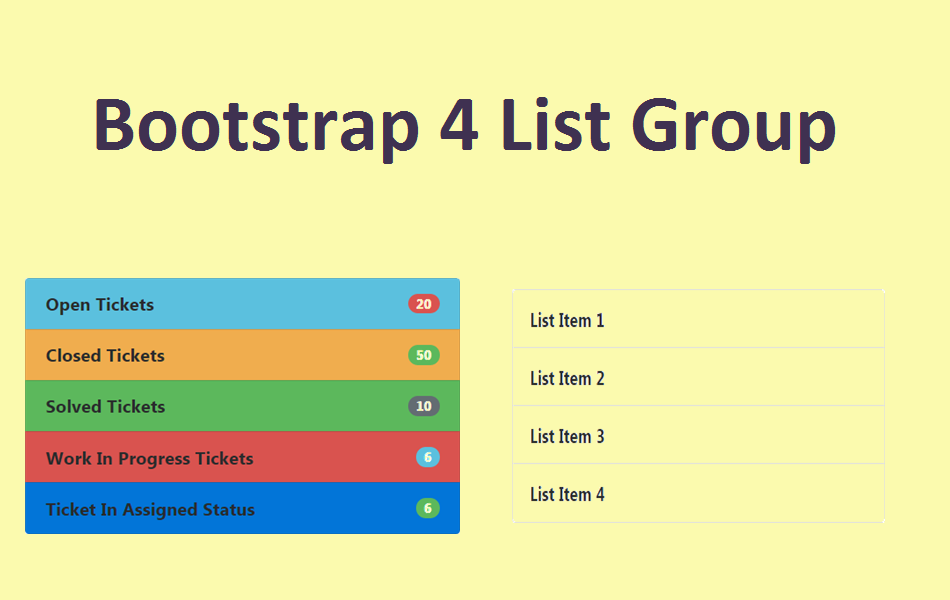 Bootstrap 4 List Group
Open Tickets 20
Closed Tickets 50
Solved Tickets 10
Work In Progress Tickets 6
Ticket In Assigned Status 6
List Item 1
List Item 2
List Item 3
List Item 4